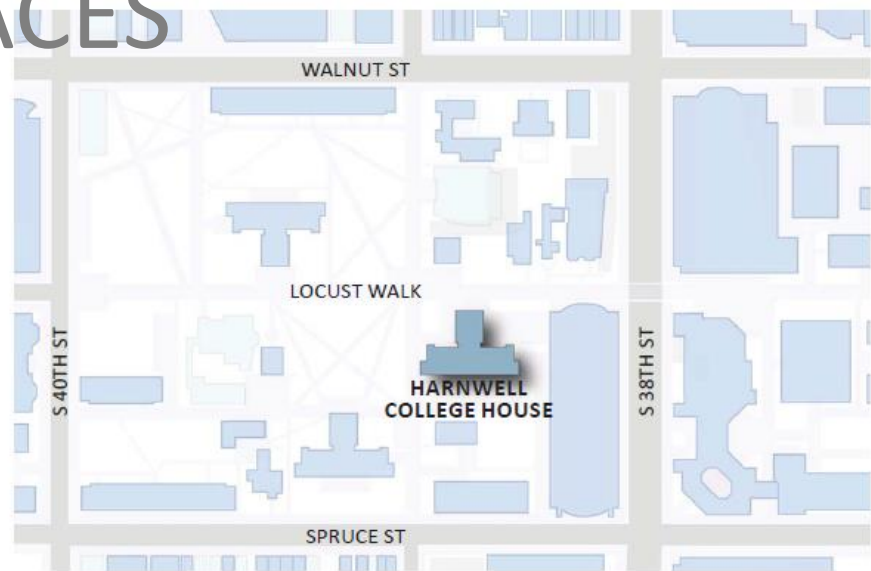 ACES
WALNUT ST
LOCUST WALK
S 40TH ST
S 38TH ST
HARNWELL
COLLEGE HOUSE
SPRUCE ST